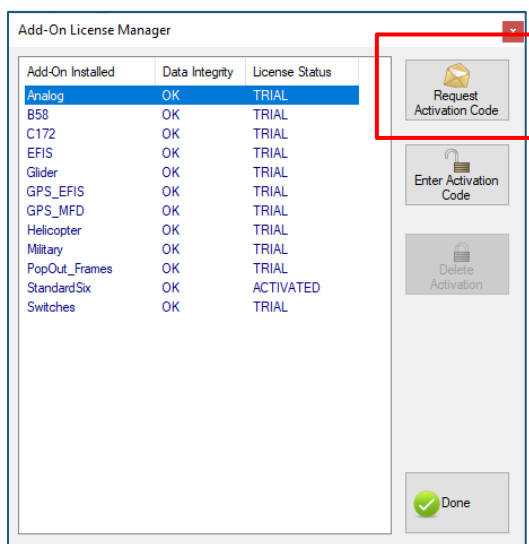 Add-On License Manager
Add-On Installed Data Integrity License Status
Analog OK TRIAL
B58 OK TRIAL
C172 OK TRIAL
EFIS OK TRIAL
Glider OK TRIAL
GPS_EFIS OK TRIAL
GPS_MFD OK TRIAL
Helicopter OK TRIAL
Military OK TRIAL
PopOut_Frames OK TRIAL
StandardSix OK ACTIVATED
Switches OK TRIAL
Request
Activation Code
Enter Activation
Code
Delete
Activation
Done